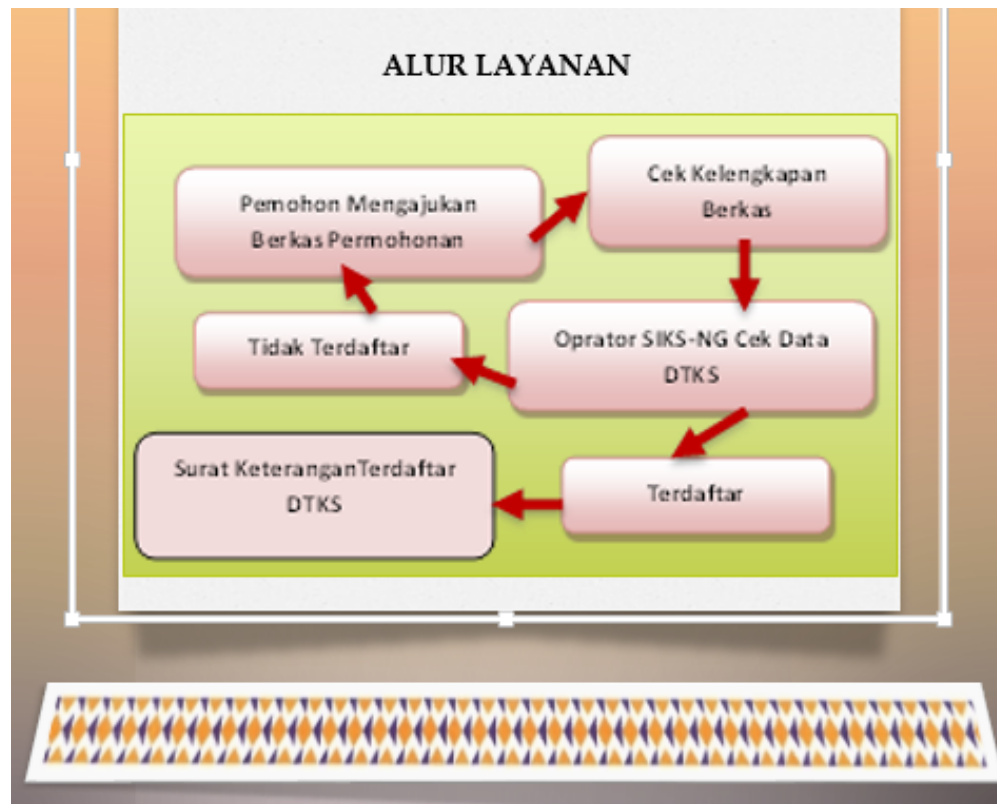 ALUR LAYANAN
Pemohon Mengajukan
Berkas Permohonan
Cek Kelengkapan
Berkas
Oprator SIKS-NG Cek Data
DTKS
Tidak Terdaftar
Terdaftar
Surat KeteranganTerdaftar
DTKS